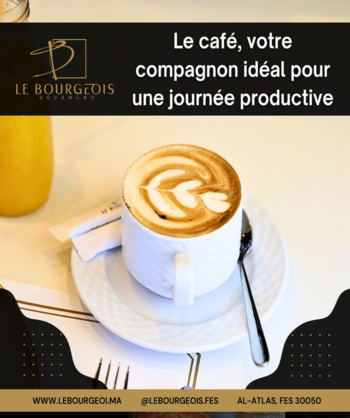 LE BOURGEOIS
GOURMAND
Le café, votre
compagnon idéal pour
une journée productive
WWW.LEBOURGEOI.MA @LEBOURGEOIS.FES AL-ATLAS, FES 30050